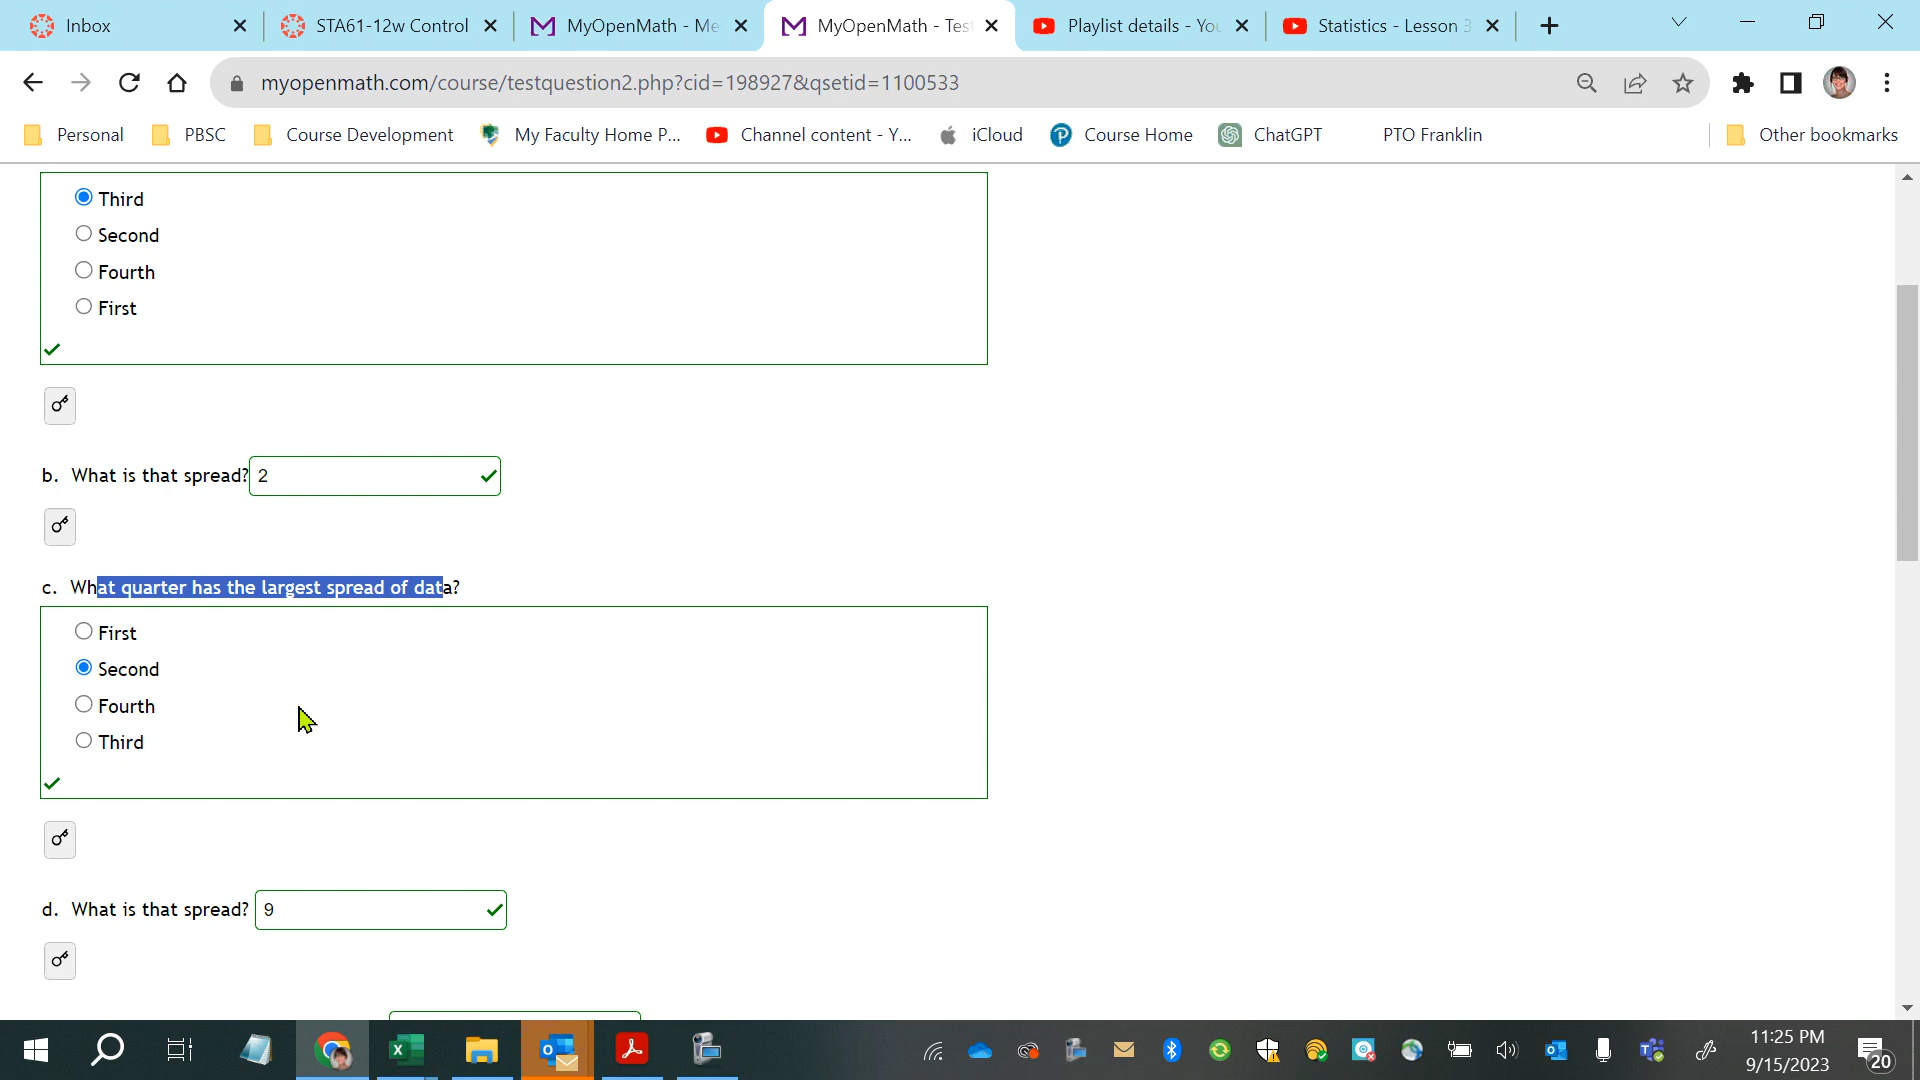 Inbox
STA61-12w Control
MyOpenMath - Me
MyOpenMath - Test
Playlist details - You
Statistics - Lesson 3
myopenmath.com/course/testquestion2.php?cid=198927&qsetid=1100533
Personal
PBSC
Course Development
My Faculty Home P...
Channel content - Y...
iCloud
Course Home
ChatGPT
PTO Franklin
Other bookmarks
Third
Second
Fourth
First
b. What is that spread? 2
c. What quarter has the largest spread of data?
First
Second
Fourth
Third
d. What is that spread? 9
11:25 PM
9/15/2023
20